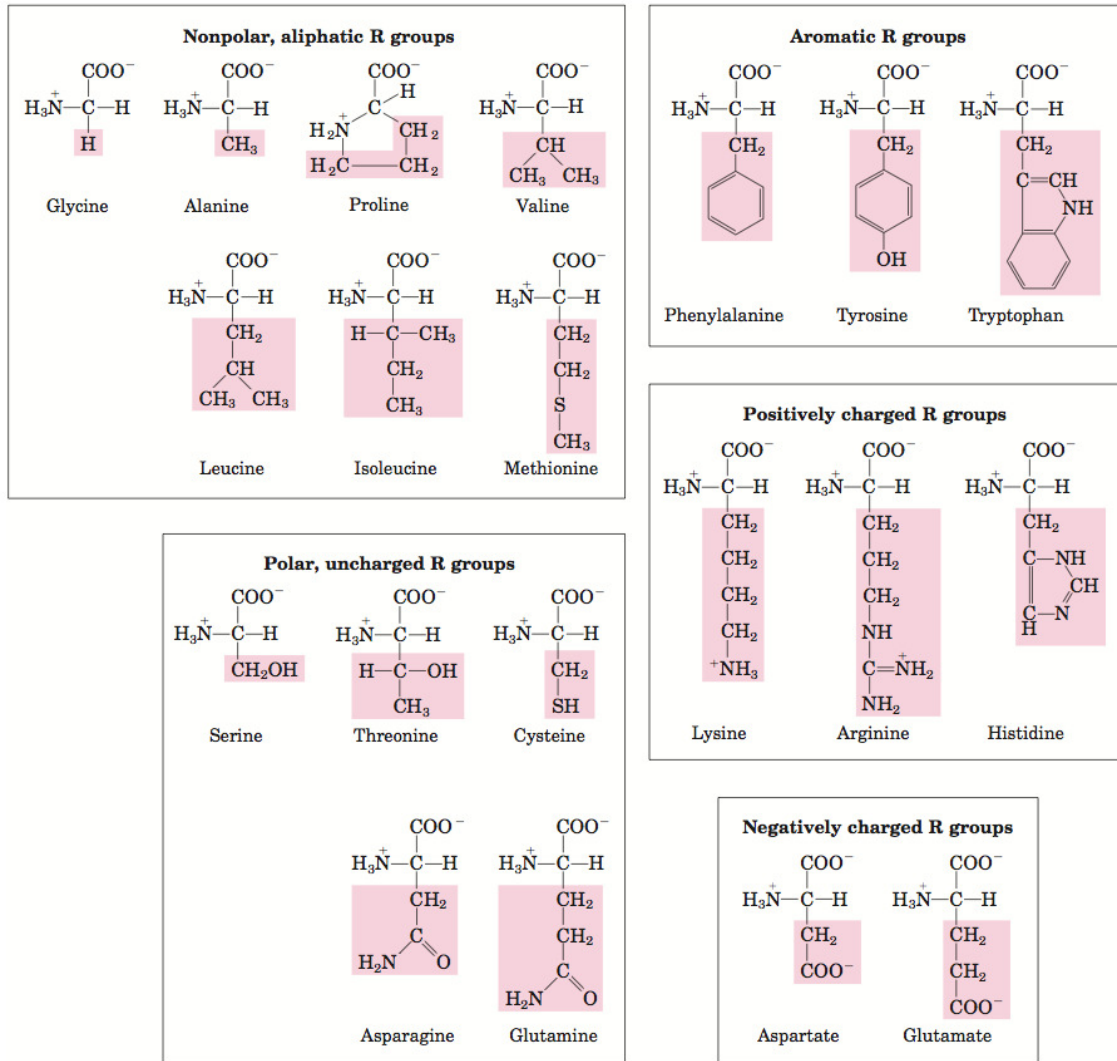 Nonpolar, aliphatic R groups
COO⁻ COO⁻ COO⁻ COO⁻
H
H₃N⁺—C—H H₃N⁺—C—H H₂N⁺ C H₃N⁺—C—H
H CH₃ CH₂ CH
H₂C CH₂ CH₃ CH₃
Glycine Alanine Proline Valine
COO⁻ COO⁻ COO⁻
H₃N⁺—C—H H₃N⁺—C—H H₃N⁺—C—H
CH₂ H—C—CH₃ CH₂
CH CH₂ CH₂
CH₃ CH₃ CH₃ S
CH₃
Leucine Isoleucine Methionine
Aromatic R groups
COO⁻ COO⁻ COO⁻
H₃N⁺—C—H H₃N⁺—C—H H₃N⁺—C—H
CH₂ CH₂ CH₂
C=CH
NH
OH
Phenylalanine Tyrosine Tryptophan
Positively charged R groups
COO⁻ COO⁻ COO⁻
H₃N⁺—C—H H₃N⁺—C—H H₃N⁺—C—H
CH₂ CH₂ CH₂
CH₂ CH₂ C—NH
CH₂ CH₂ CH
CH₂ NH C—N
H
⁺NH₃ C=N⁺H₂
NH₂
Lysine Arginine Histidine
Polar, uncharged R groups
COO⁻ COO⁻ COO⁻
H₃N⁺—C—H H₃N⁺—C—H H₃N⁺—C—H
CH₂OH H—C—OH CH₂
CH₃ SH
Serine Threonine Cysteine
COO⁻ COO⁻
H₃N⁺—C—H H₃N⁺—C—H
CH₂ CH₂
C CH₂
H₂N O C
H₂N O
Asparagine Glutamine
Negatively charged R groups
COO⁻ COO⁻
H₃N⁺—C—H H₃N⁺—C—H
CH₂ CH₂
COO⁻ CH₂
COO⁻
Aspartate Glutamate